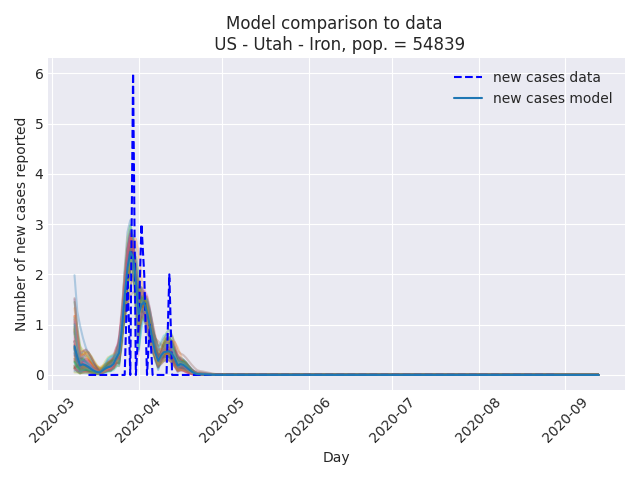 Model comparison to data
US - Utah - Iron, pop. = 54839
new cases data
new cases model
Number of new cases reported
6
5
4
3
2
1
0
2020-03
2020-04
2020-05
2020-06
2020-07
2020-08
2020-09
Day